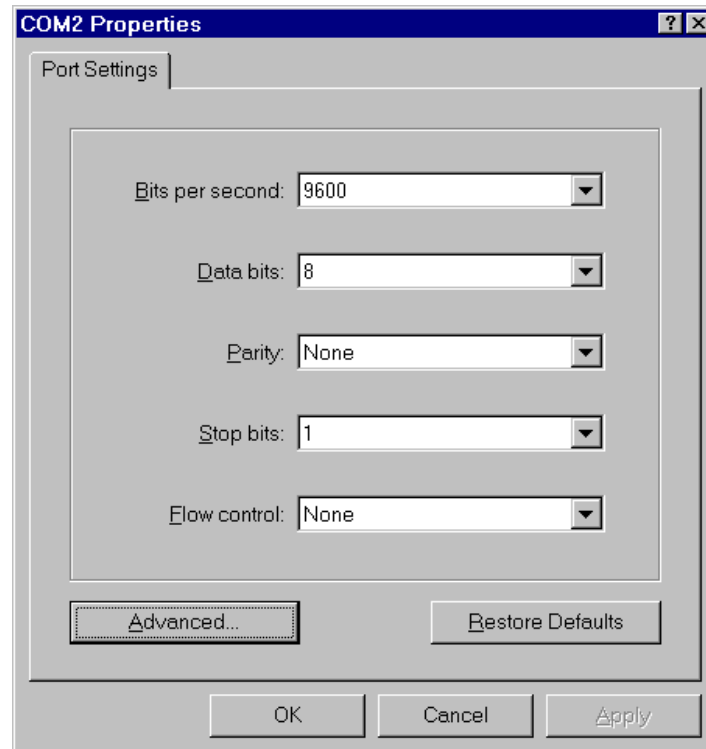 COM2 Properties
Port Settings
Bits per second: 9600
Data bits: 8
Parity: None
Stop bits: 1
Flow control: None
Advanced... Restore Defaults
OK Cancel Apply